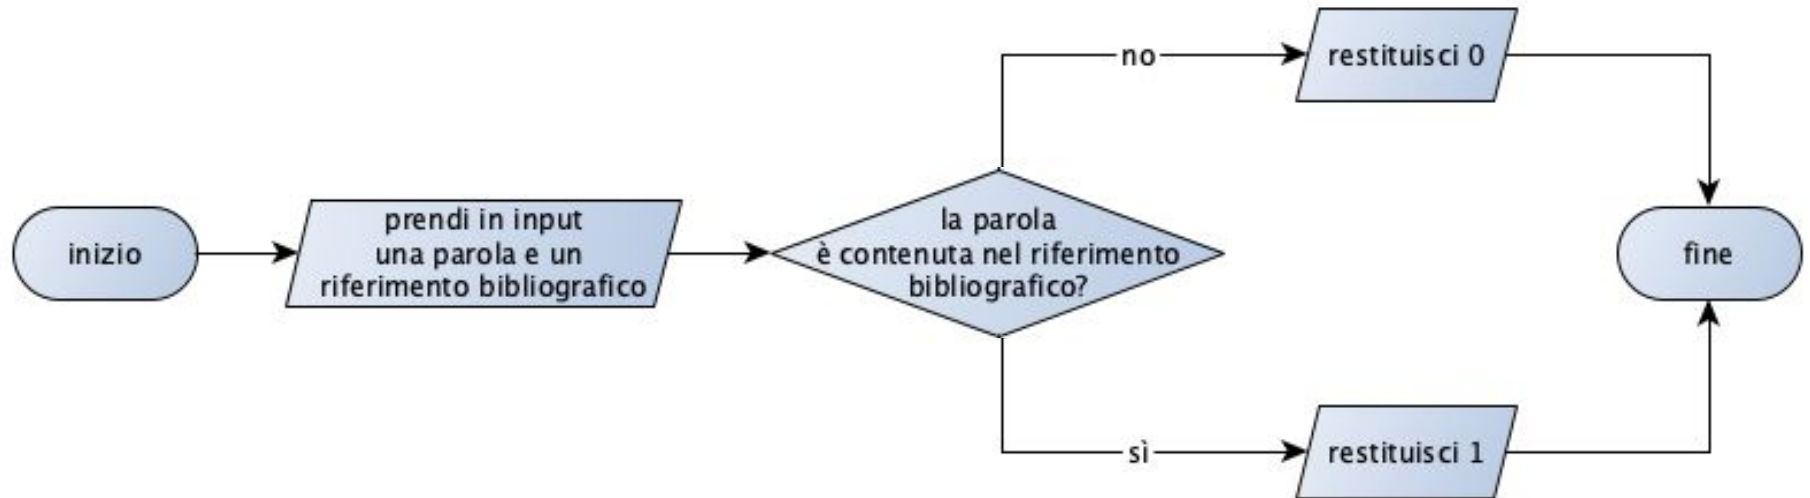 inizio
prendi in input
una parola e un
riferimento bibliografico
la parola
è contenuta nel riferimento
bibliografico?
no
restituisci 0
sì
restituisci 1
fine